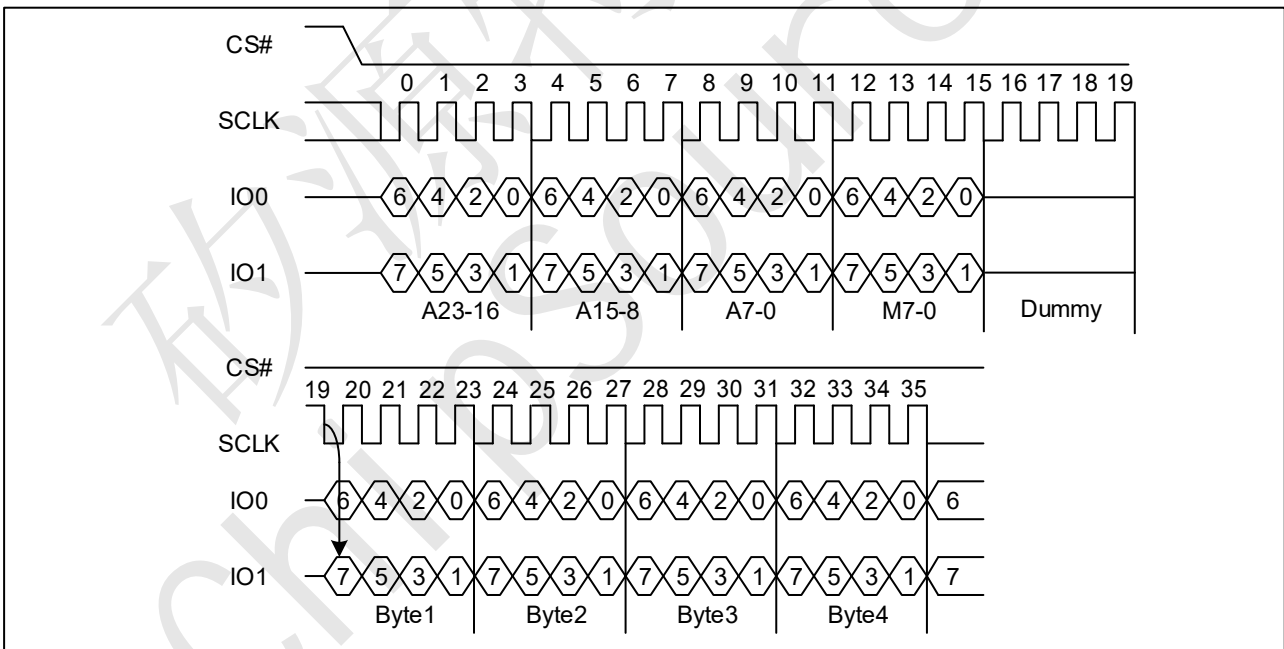 CS#
0 1 2 3 4 5 6 7 8 9 10 11 12 13 14 15 16 17 18 19
SCLK
IO0 6 4 2 0 6 4 2 0 6 4 2 0 6 4 2 0
IO1 7 5 3 1 7 5 3 1 7 5 3 1 7 5 3 1
A23-16 A15-8 A7-0 M7-0 Dummy
CS#
19 20 21 22 23 24 25 26 27 28 29 30 31 32 33 34 35
SCLK
IO0 6 4 2 0 6 4 2 0 6 4 2 0 6 4 2 0 6
IO1 7 5 3 1 7 5 3 1 7 5 3 1 7 5 3 1 7
Byte1 Byte2 Byte3 Byte4